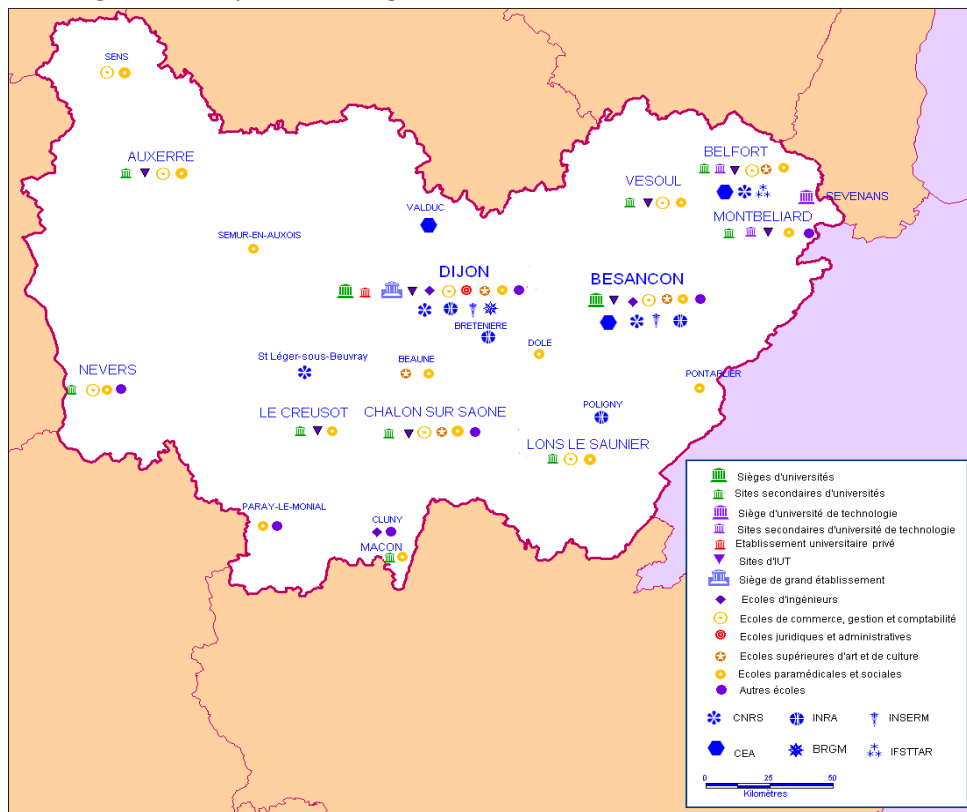 SENS
AUXERRE
BELFORT
VESOUL
SEVENANS
VALDUC
MONTBELIARD
SEMUR-EN-AUXOIS
DIJON
BESANCON
BRETENIERE
DOLE
St Léger-sous-Beuvray
BEAUNE
NEVERS
PONTARLIER
POLIGNY
LE CREUSOT
CHALON SUR SAONE
LONS LE SAUNIER
PARAY-LE-MONIAL
CLUNY
MACON
Sièges d'universités
Sites secondaires d'universités
Siège d'université de technologie
Sites secondaires d'université de technologie
Etablissement universitaire privé
Sites d'IUT
Siège de grand établissement
Ecoles d'ingénieurs
Ecoles de commerce, gestion et comptabilité
Ecoles juridiques et administratives
Ecoles supérieures d'art et de culture
Ecoles paramédicales et sociales
Autres écoles
CNRS INRA INSERM
CEA BRGM IFSTTAR
0 25 50
Kilomètres